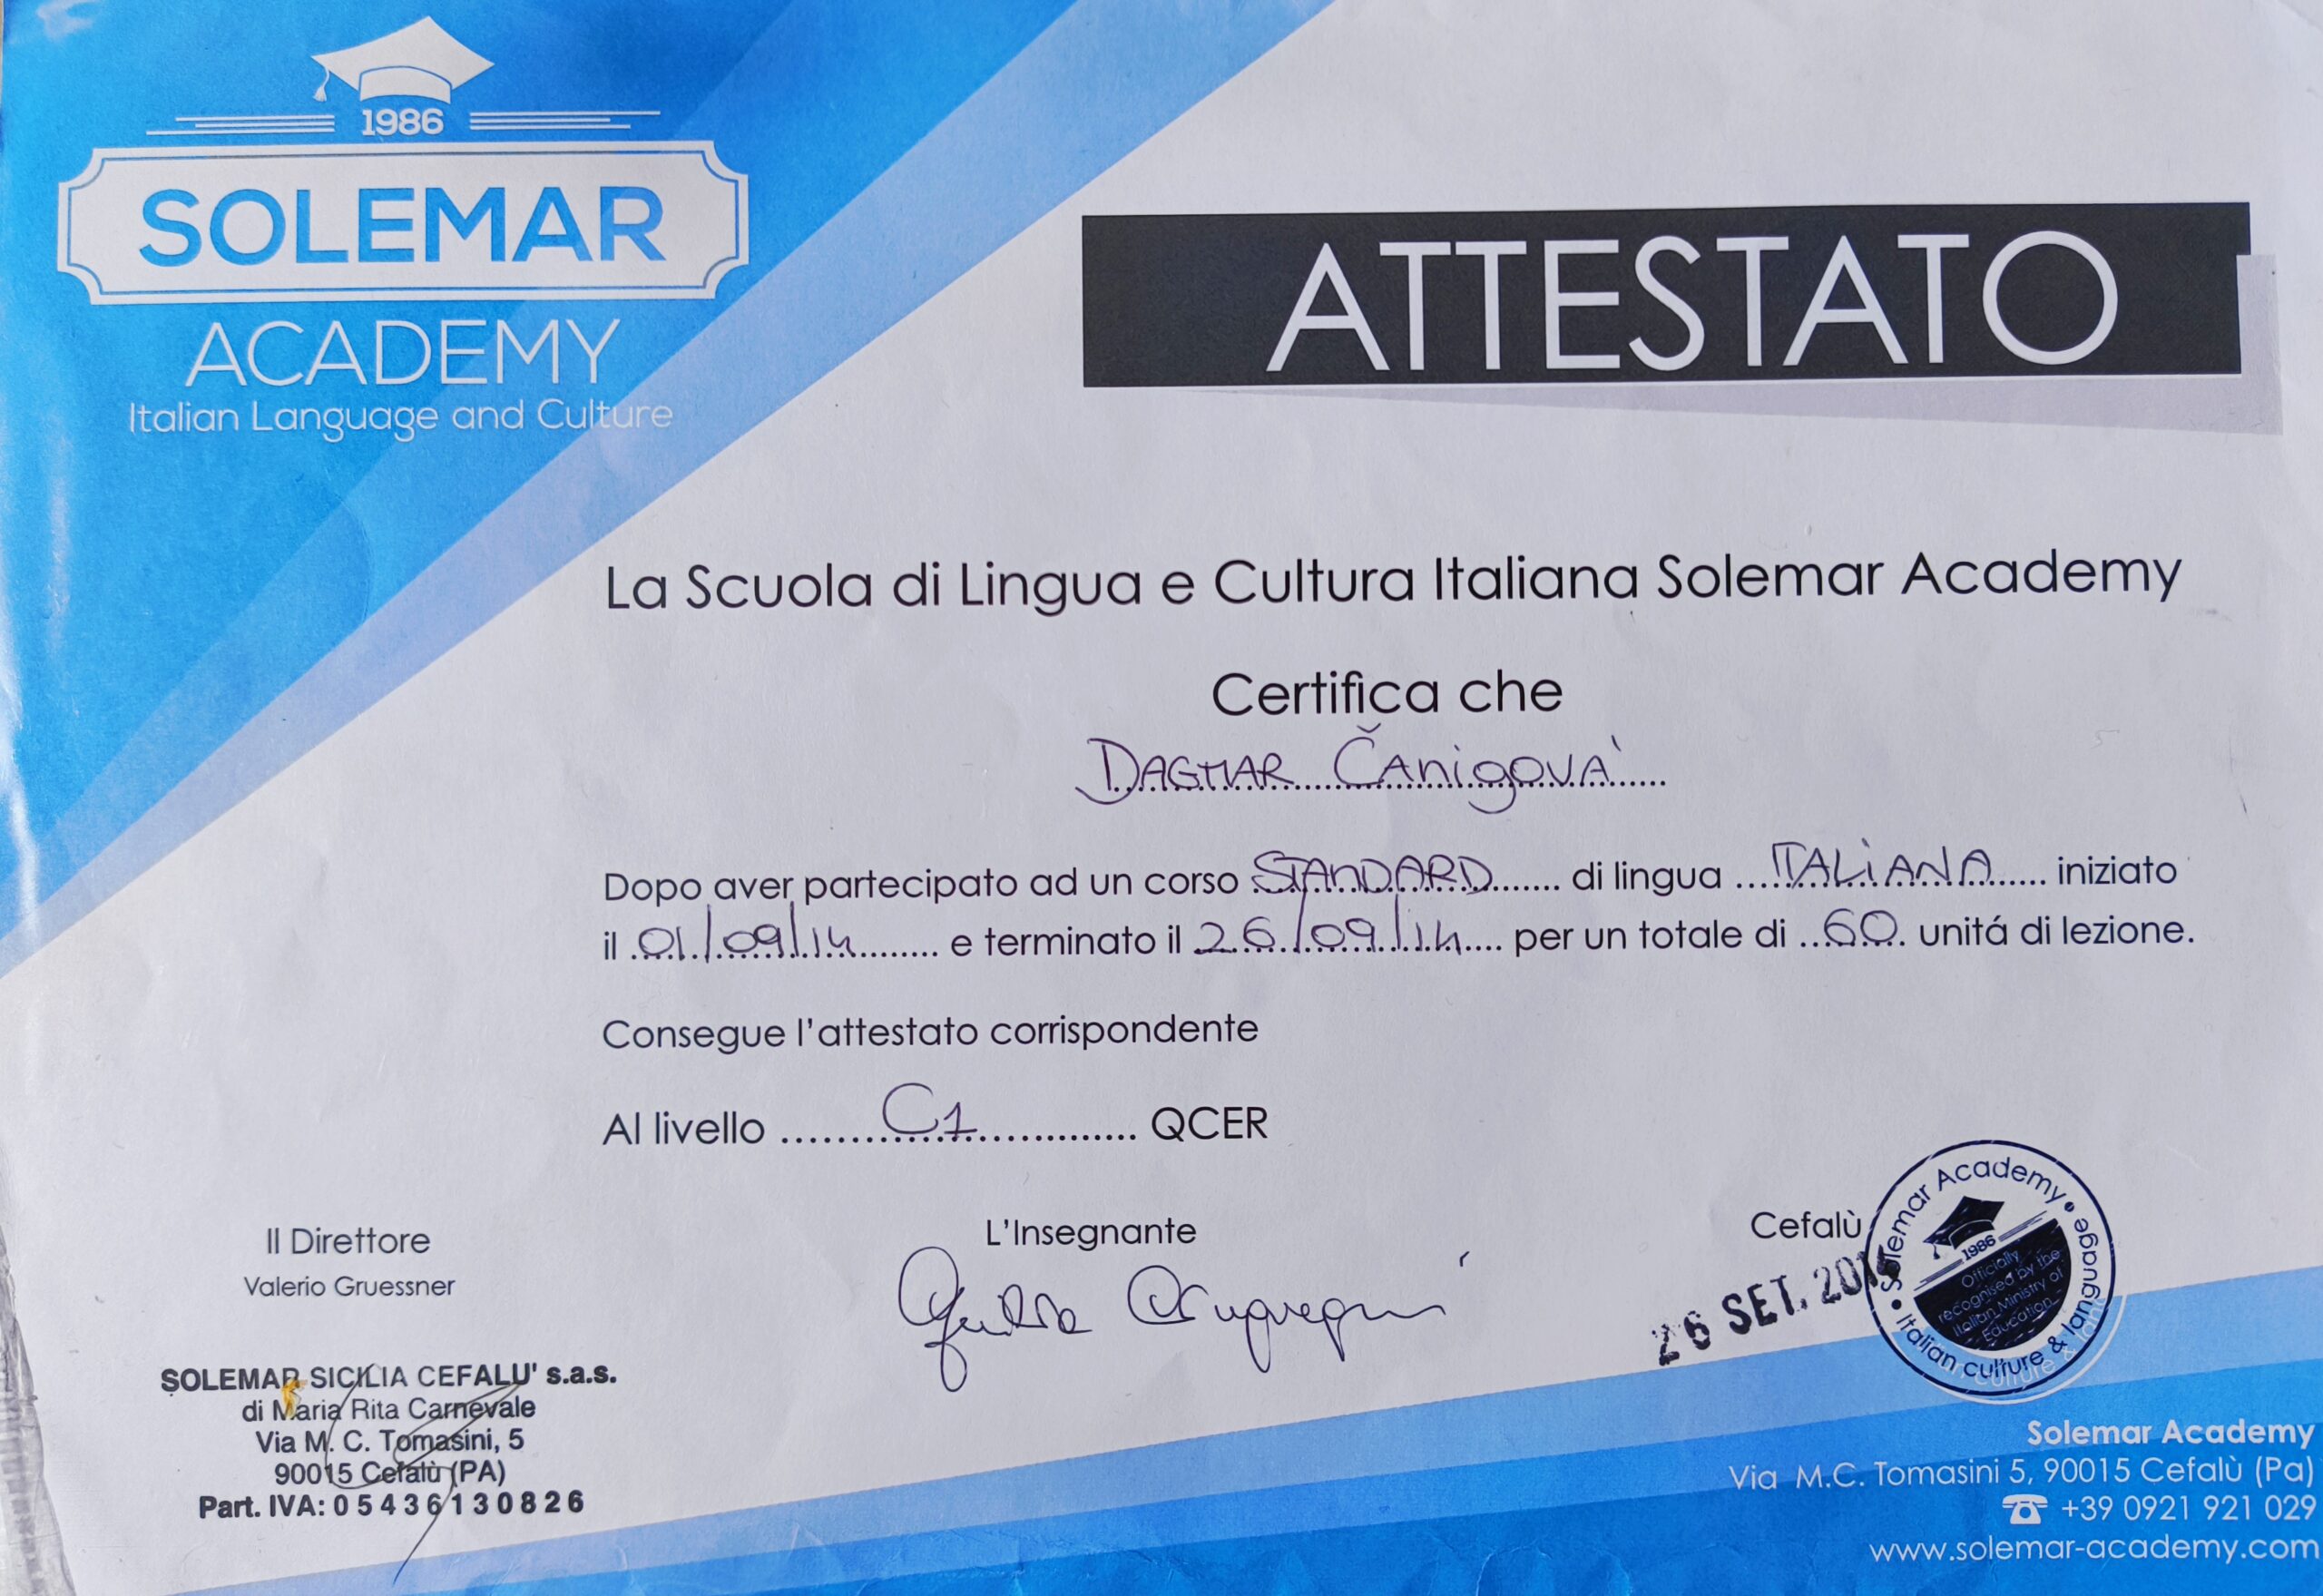 1986
SOLEMAR
ACADEMY
Italian Language and Culture
ATTESTATO
La Scuola di Lingua e Cultura Italiana Solemar Academy
Certifica che
DAGMAR ČANIGOVA'
Dopo aver partecipato ad un corso STANDARD di lingua ITALIANA iniziato
il 01/09/14 e terminato il 26/09/14 per un totale di 60 unitá di lezione.
Consegue l'attestato corrispondente
Al livello C1 QCER
Il Direttore
Valerio Gruessner
SOLEMAR SICILIA CEFALU' s.a.s.
di Maria Rita Carnevale
Via M. C. Tomasini, 5
90015 Cefalù (PA)
Part. IVA: 05436130826
L'Insegnante
Cefalù
26 SET.
Solemar Academy
1986
Officially
recognised by the
Italian Ministry of
Education
Italian culture & language
Solemar Academy
Via M.C. Tomasini 5, 90015 Cefalù (Pa)
☎ +39 0921 921 029
www.solemar-academy.com